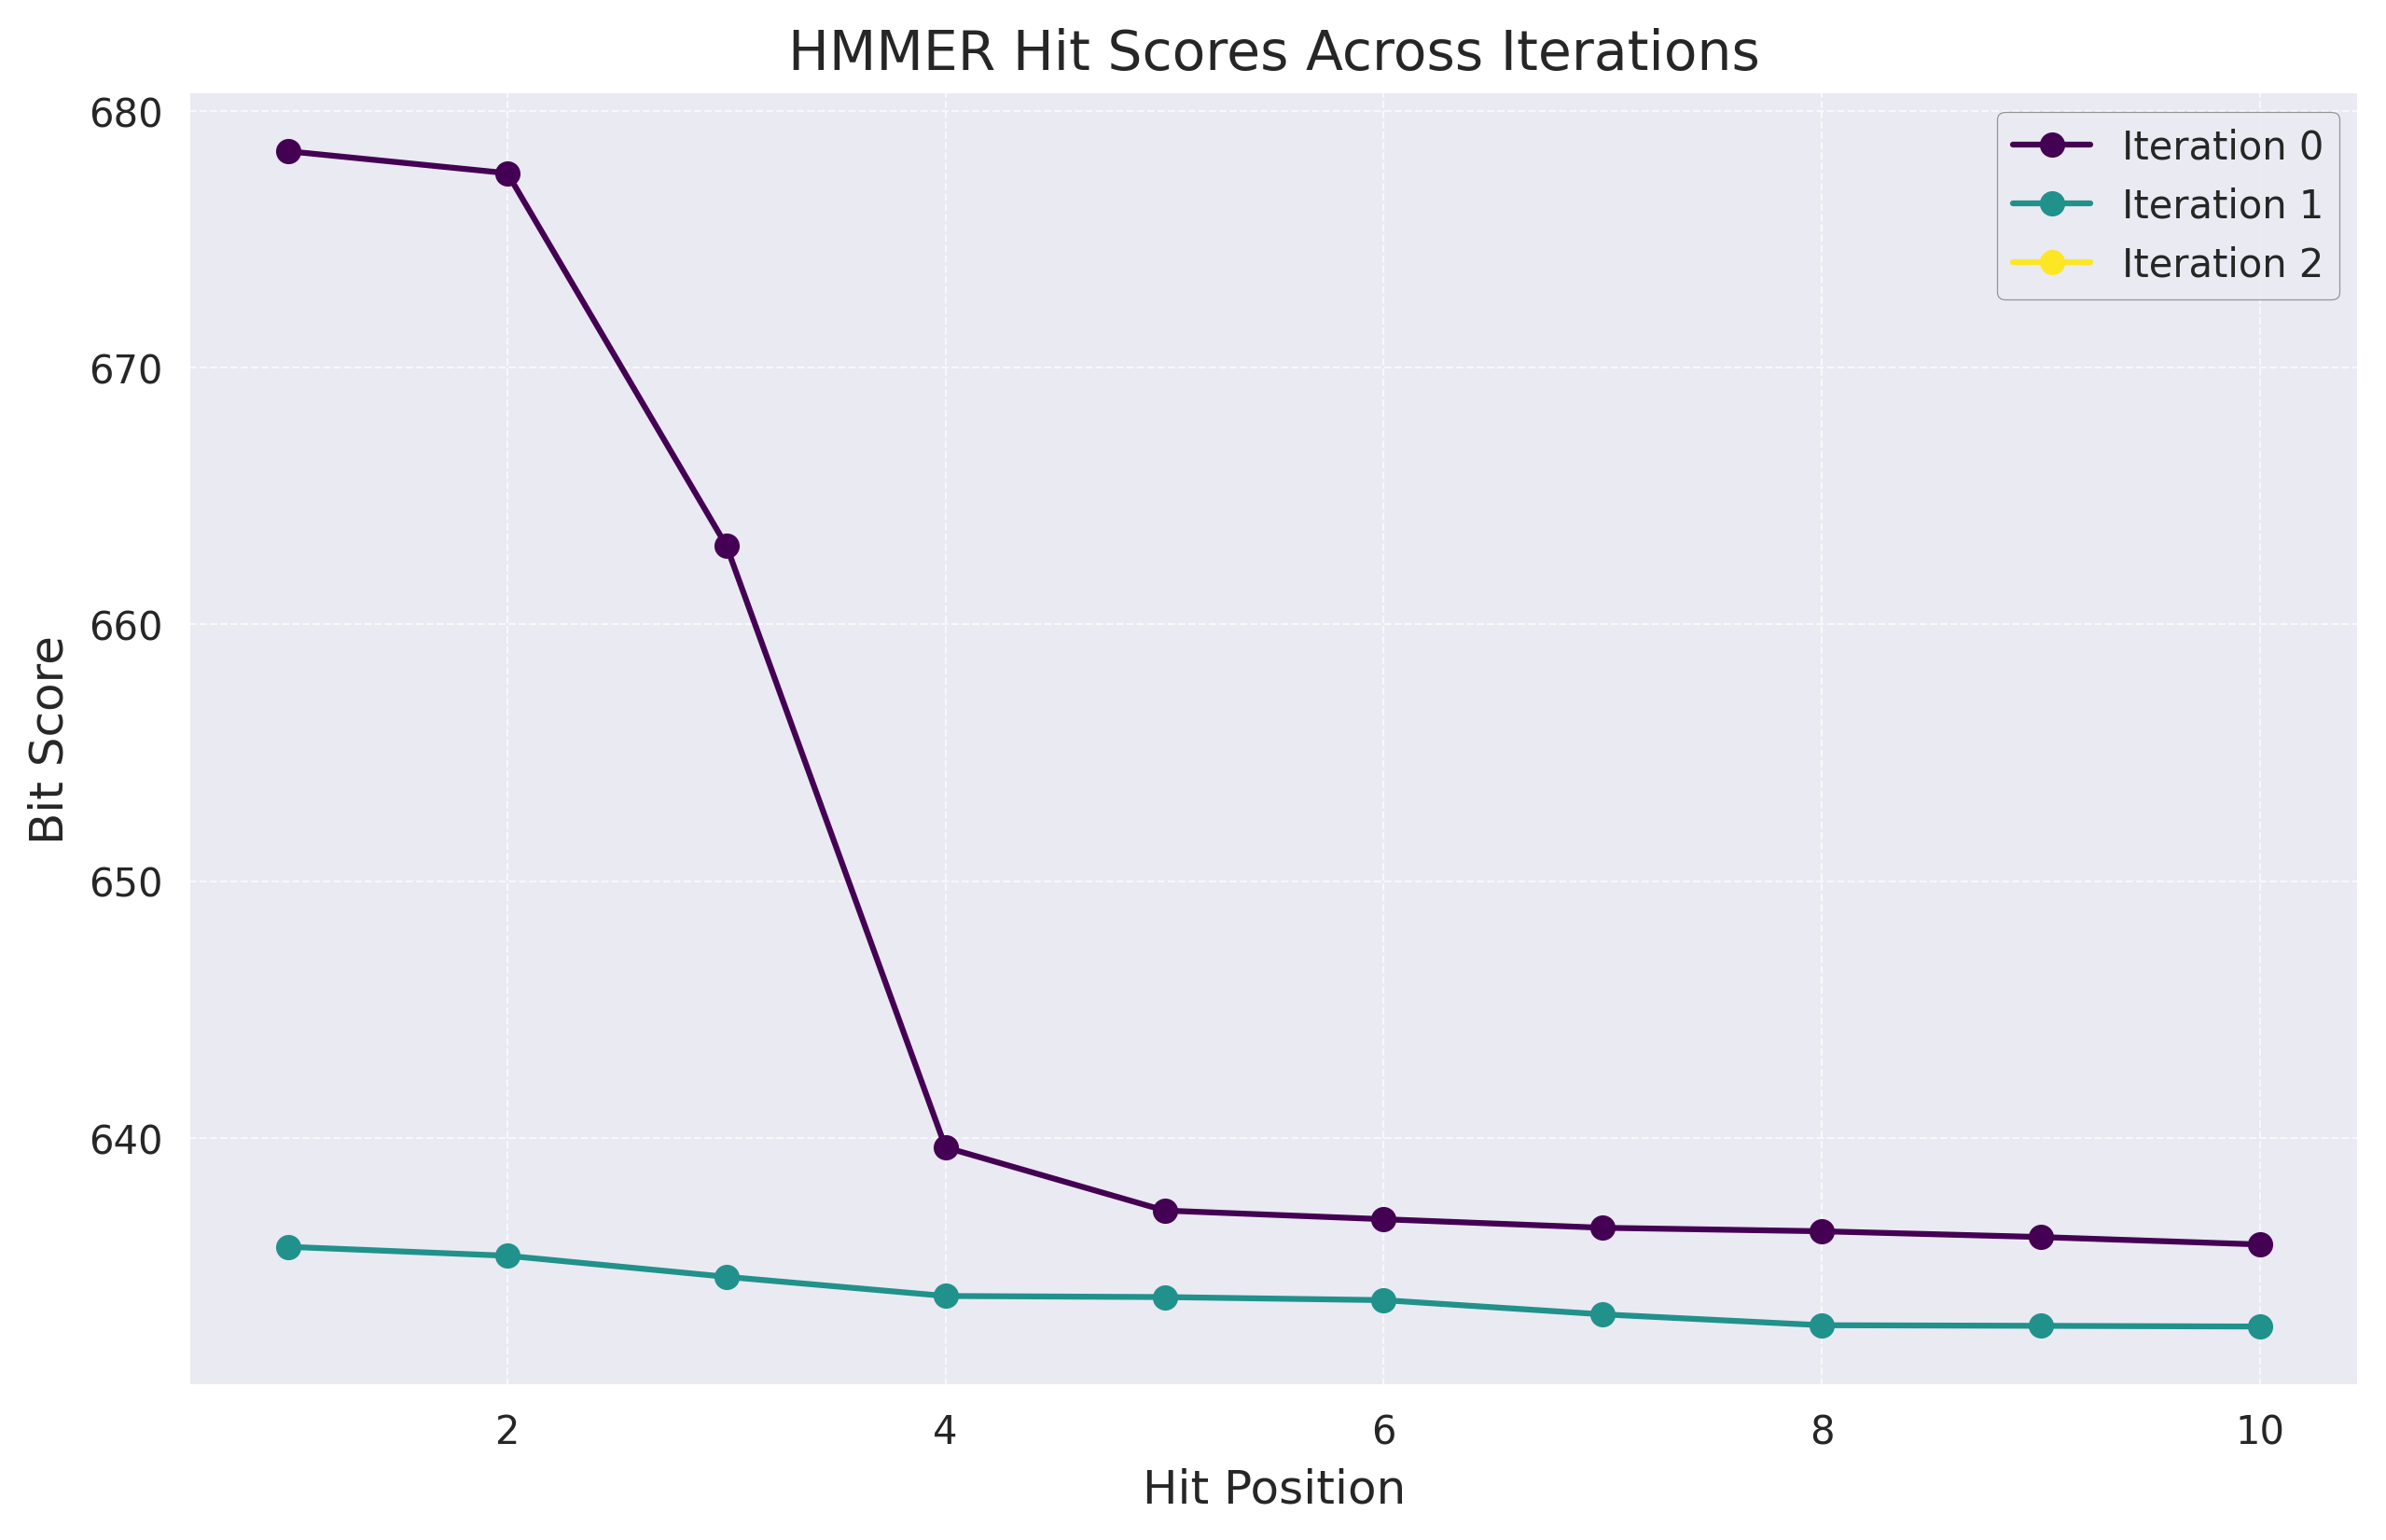 HMMER Hit Scores Across Iterations
680
670
660
650
640
Bit Score
2
4
6
8
10
Hit Position
Iteration 0
Iteration 1
Iteration 2